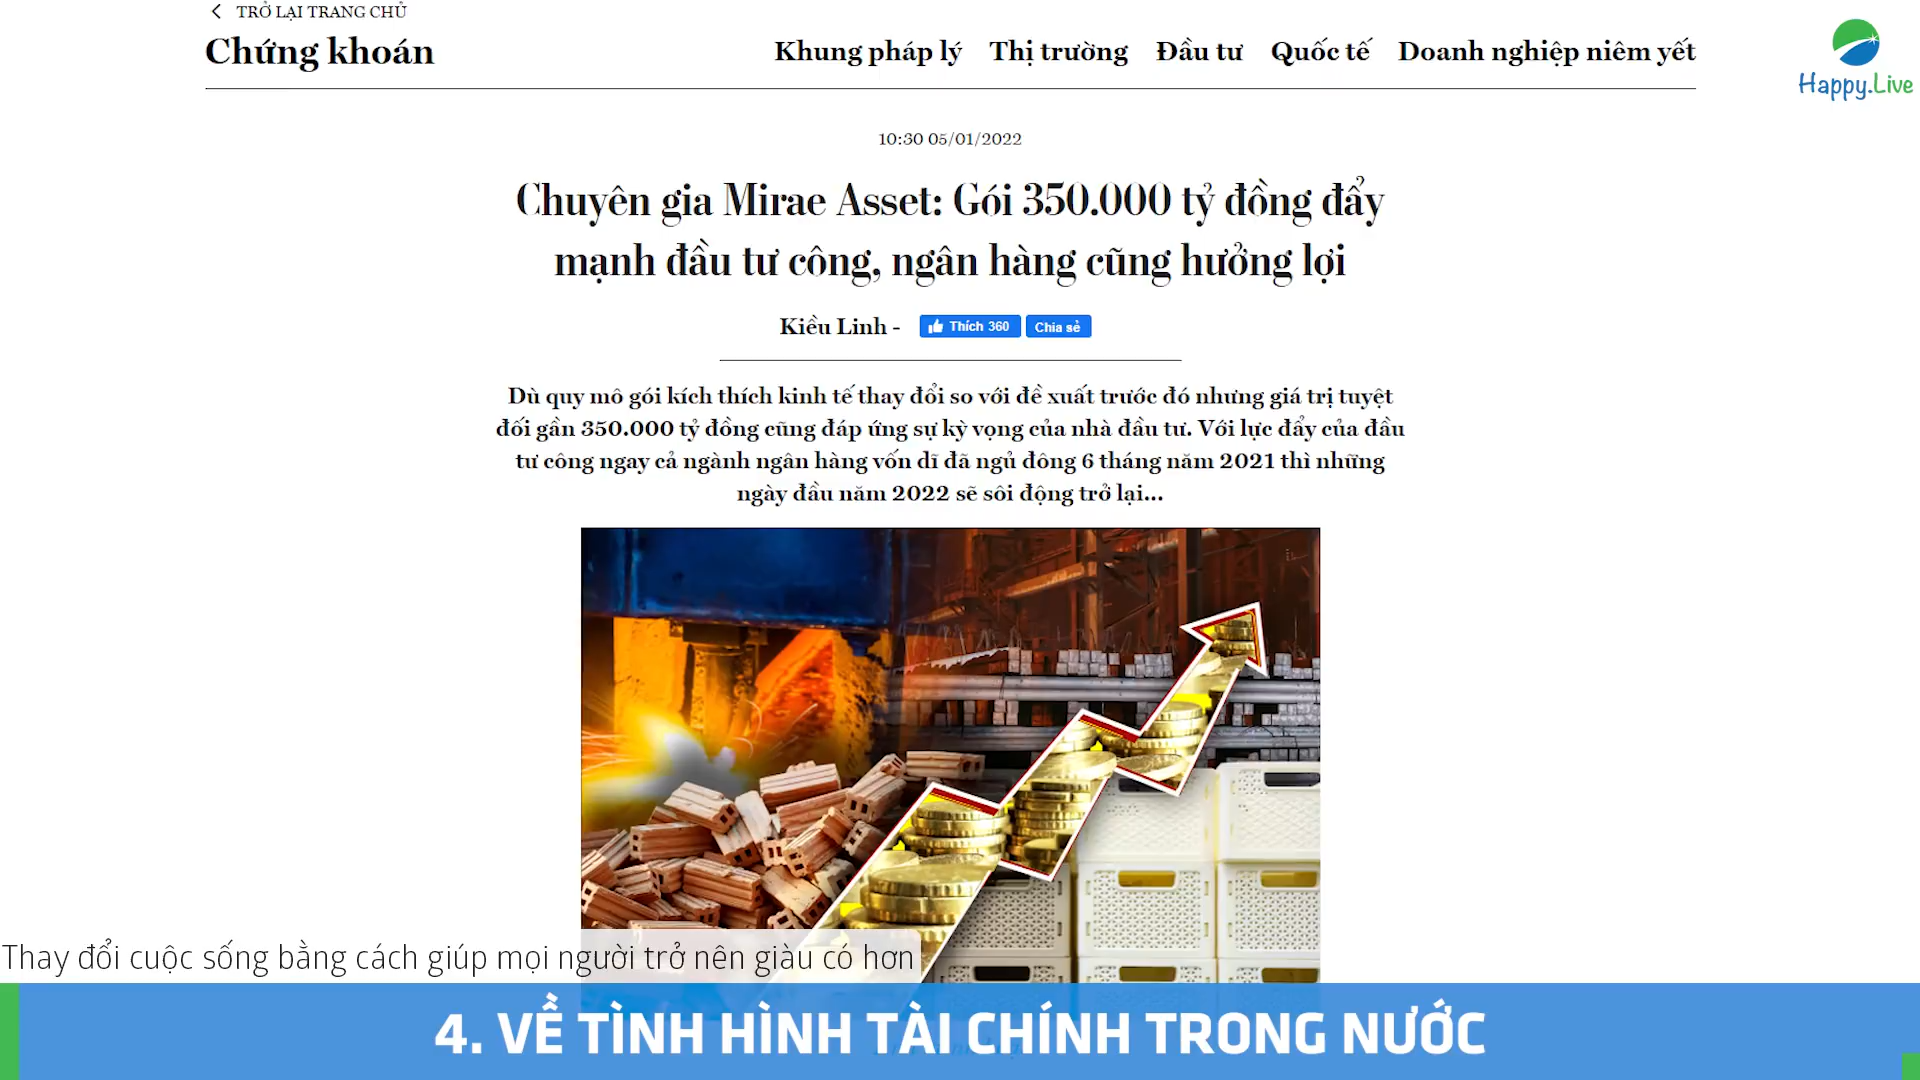 TRỞ LẠI TRANG CHỦ
Chứng khoán
Khung pháp lý Thị trường Đầu tư Quốc tế Doanh nghiệp niêm yết
Happy.Live
10:30 05/01/2022
Chuyên gia Mirae Asset: Gói 350.000 tỷ đồng đẩy
mạnh đầu tư công, ngân hàng cũng hưởng lợi
Kiều Linh -
Thích 360
Chia sẻ
Dù quy mô gói kích thích kinh tế thay đổi so với đề xuất trước đó nhưng giá trị tuyệt
đối gần 350.000 tỷ đồng cũng đáp ứng sự kỳ vọng của nhà đầu tư. Với lực đẩy của đầu
tư công ngay cả ngành ngân hàng vốn dĩ đã ngủ đông 6 tháng năm 2021 thì những
ngày đầu năm 2022 sẽ sôi động trở lại...
Thay đổi cuộc sống bằng cách giúp mọi người trở nên giàu có hơn
4. VỀ TÌNH HÌNH TÀI CHÍNH TRONG NƯỚC